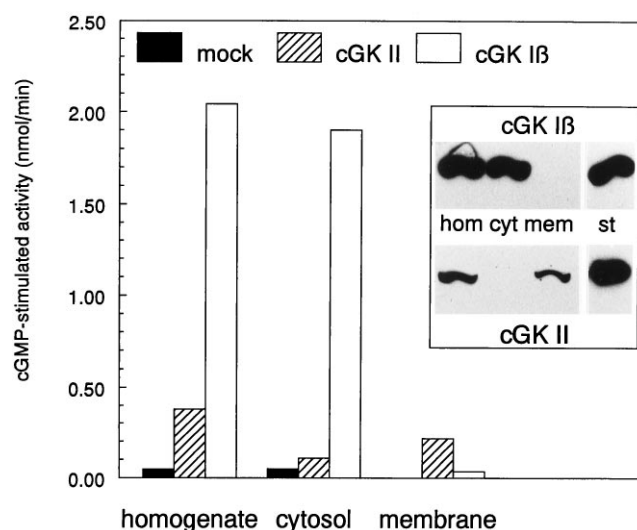 cGMP-stimulated activity (nmol/min)
2.50
2.00
1.50
1.00
0.50
0.00
mock
cGK II
cGK Iß
cGK Iß
hom cyt mem st
cGK II
homogenate cytosol membrane